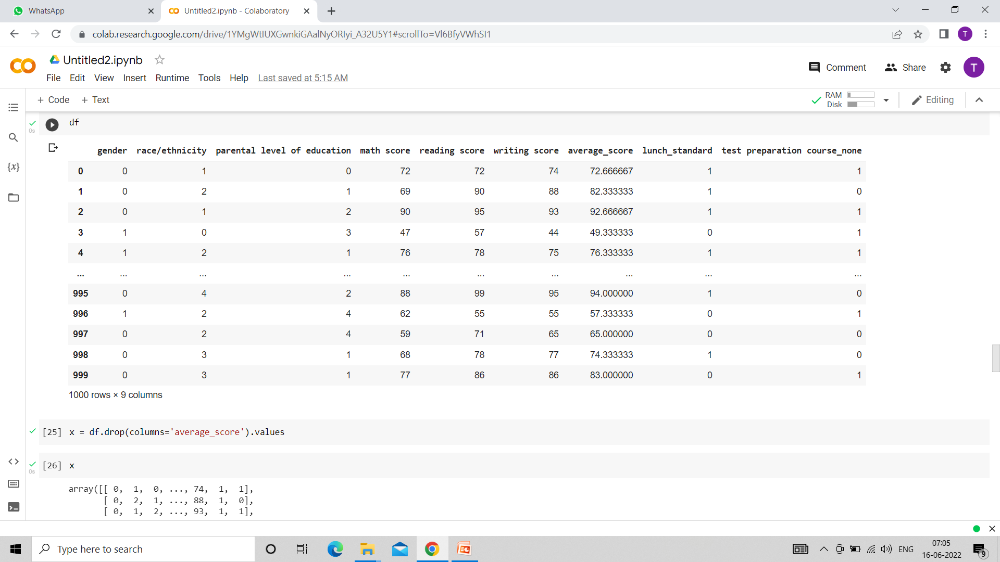 WhatsApp
Untitled2.ipynb - Colaboratory
colab.research.google.com/drive/1YMgWtIUXGwnkiGAalNyORIyi_A32U5Y1#scrollTo=Vl6BfyVWhSI1
T
Untitled2.ipynb
Comment Share T
File Edit View Insert Runtime Tools Help Last saved at 5:15 AM
+ Code + Text
RAM
Disk
Editing
df
0s
gender race/ethnicity parental level of education math score reading score writing score average_score lunch_standard test preparation course_none
0 0 1 0 72 72 74 72.666667 1 1
1 0 2 1 69 90 88 82.333333 1 0
2 0 1 2 90 95 93 92.666667 1 1
3 1 0 3 47 57 44 49.333333 0 1
4 1 2 1 76 78 75 76.333333 1 1
... ... ... ... ... ... ... ... ... ...
995 0 4 2 88 99 95 94.000000 1 0
996 1 2 4 62 55 55 57.333333 0 1
997 0 2 4 59 71 65 65.000000 0 0
998 0 3 1 68 78 77 74.333333 1 0
999 0 3 1 77 86 86 83.000000 0 1
1000 rows × 9 columns
[25] x = df.drop(columns='average_score').values
[26] x
0s
array([[ 0, 1, 0, ..., 74, 1, 1],
[ 0, 2, 1, ..., 88, 1, 0],
[ 0, 1, 2, ..., 93, 1, 1],
{x}
Type here to search
ENG
07:05
16-06-2022
9